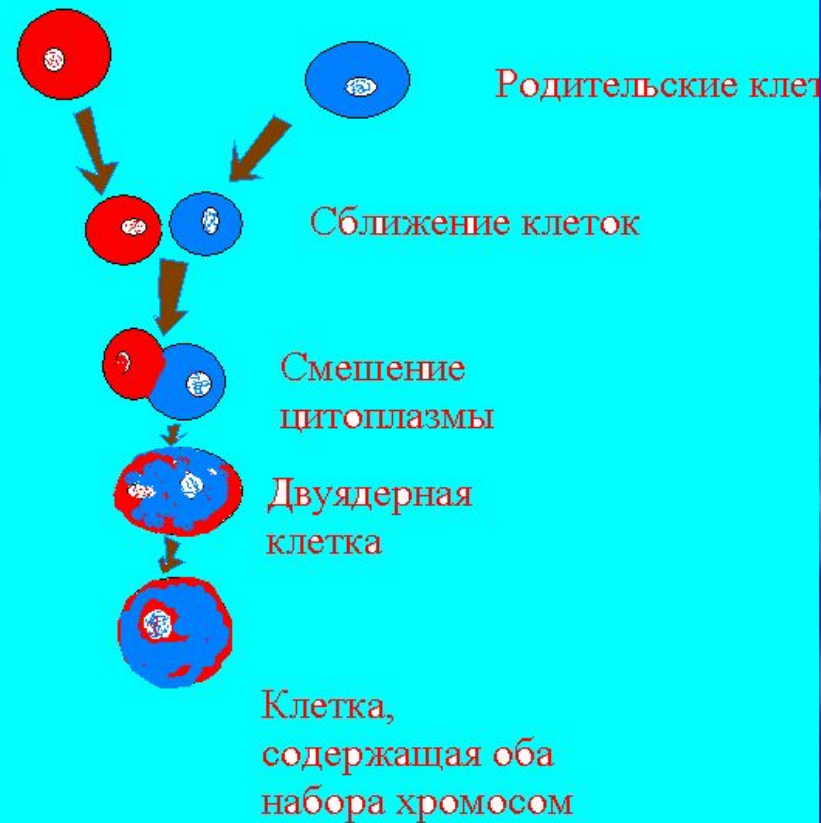 Родительские клет
Сближение клеток
Смешение
цитоплазмы
Двуядерная
клетка
Клетка,
содержащая оба
набора хромосом